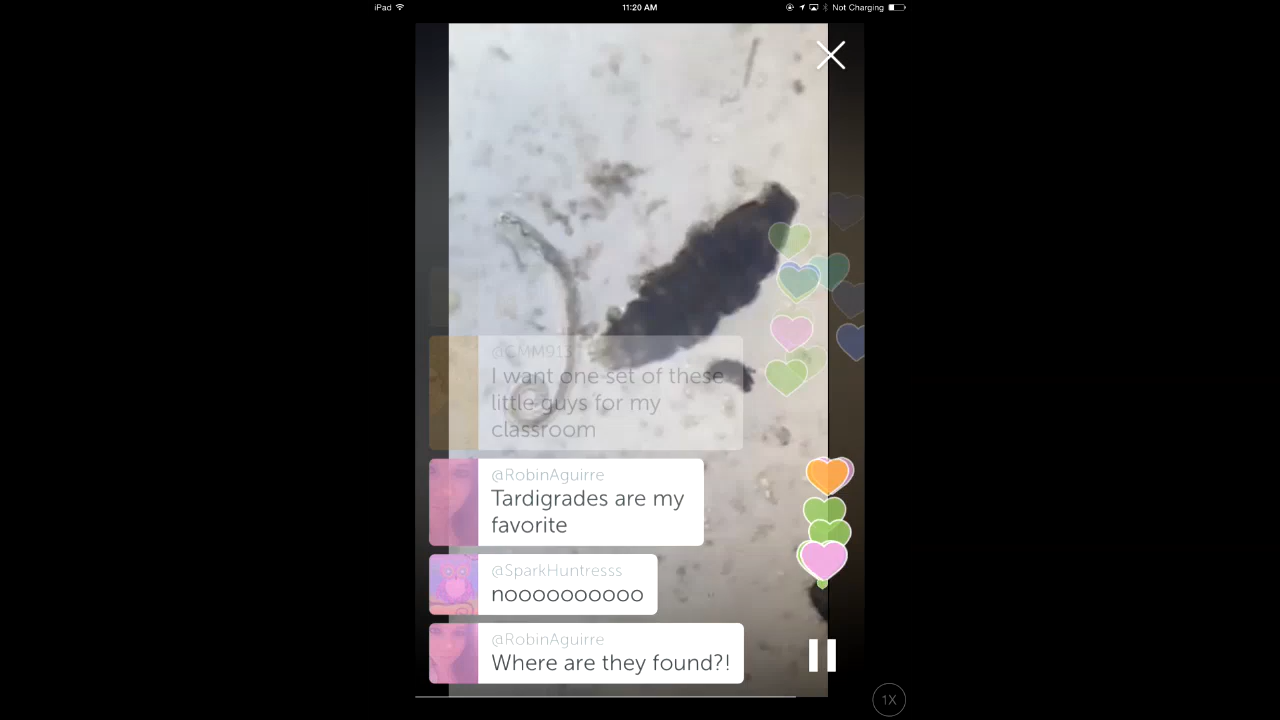 iPad
11:20 AM
Not Charging
@GMM913
I want one set of these
little guys for my
classroom
@RobinAguirre
Tardigrades are my
favorite
@SparkHuntresss
noooooooooo
@RobinAguirre
Where are they found?!
1X